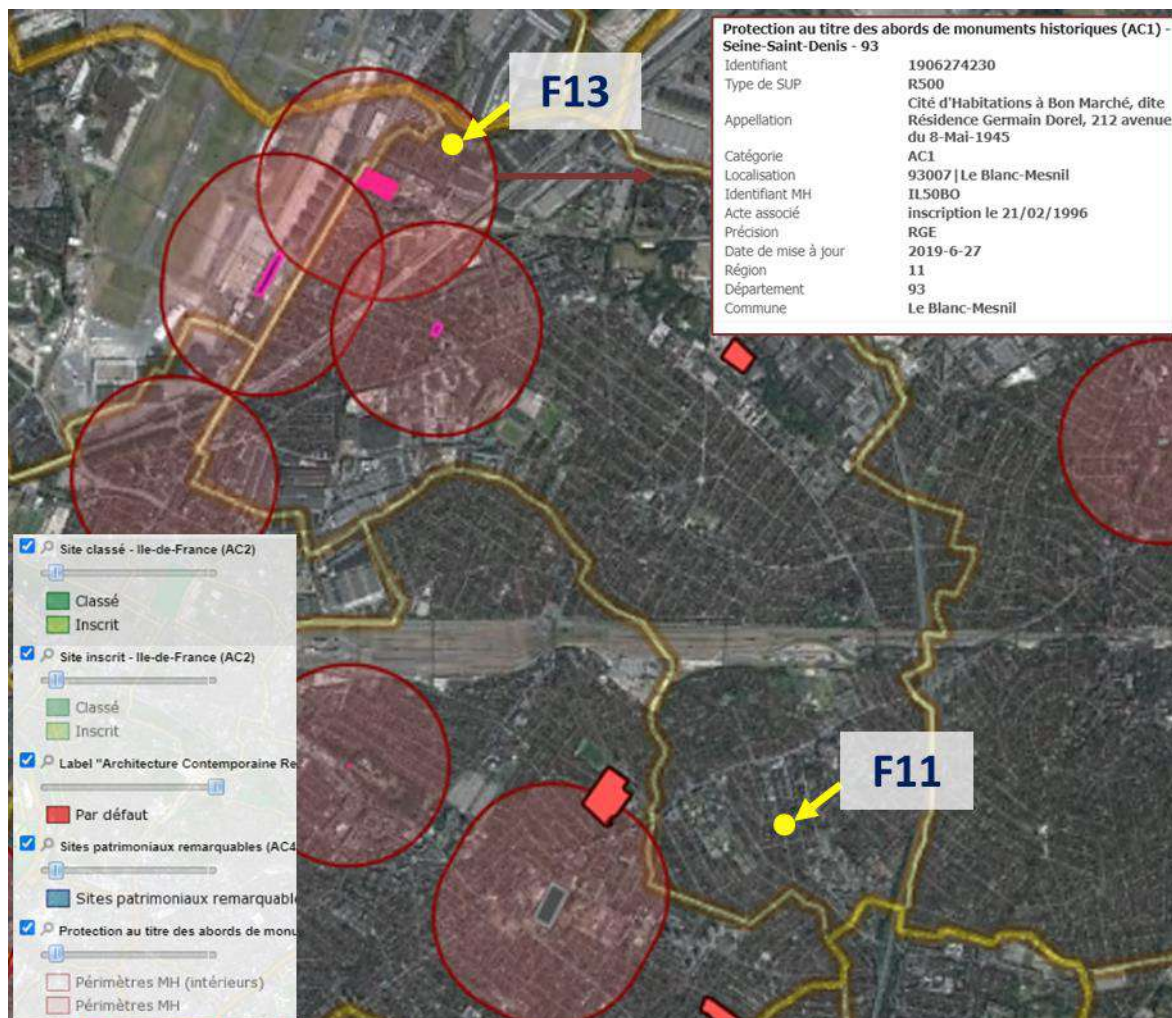 Protection au titre des abords de monuments historiques (AC1) -
Seine-Saint-Denis - 93
Identifiant 1906274230
Type de SUP R500
Appellation Cité d'Habitations à Bon Marché, dite
Résidence Germain Dorel, 212 avenue
du 8-Mai-1945
Catégorie AC1
Localisation 93007|Le Blanc-Mesnil
Identifiant MH IL50BO
Acte associé inscription le 21/02/1996
Précision RGE
Date de mise à jour 2019-6-27
Région 11
Département 93
Commune Le Blanc-Mesnil
F13
F11
Site classé - Ile-de-France (AC2)
Classé
Inscrit
Site inscrit - Ile-de-France (AC2)
Classé
Inscrit
Label "Architecture Contemporaine Re
Par défaut
Sites patrimoniaux remarquables (AC4
Sites patrimoniaux remarquabl
Protection au titre des abords de monu
Périmètres MH (intérieurs)
Périmètres MH